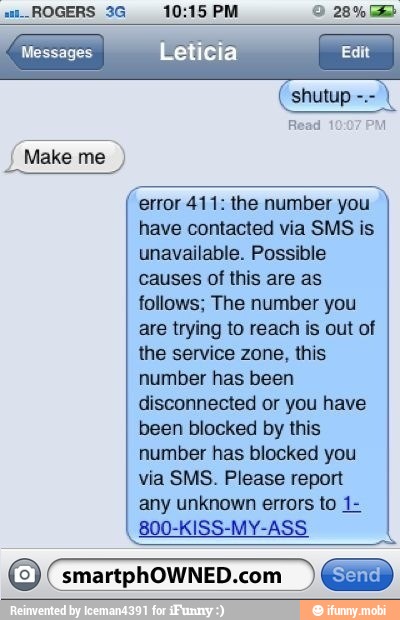 ROGERS 3G 10:15 PM 28%
Messages Leticia Edit
shutup -.-
Read 10:07 PM
Make me
error 411: the number you
have contacted via SMS is
unavailable. Possible
causes of this are as
follows; The number you
are trying to reach is out of
the service zone, this
number has been
disconnected or you have
been blocked by this
number has blocked you
via SMS. Please report
any unknown errors to 1-
800-KISS-MY-ASS
smartphOWNED.com Send
Reinvented by Iceman4391 for iFunny :) ifunny.mobi